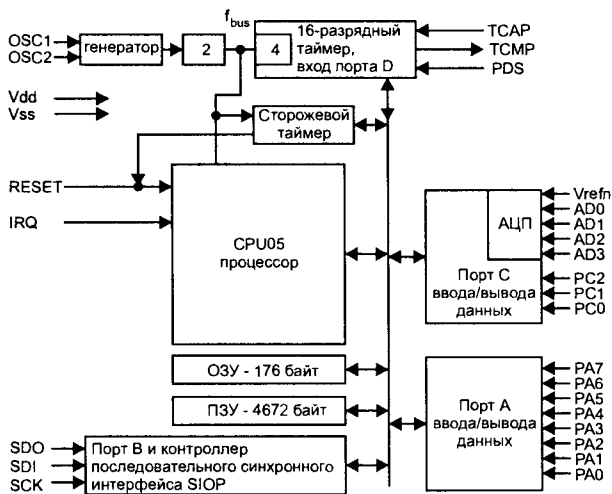 f bus
OSC1
OSC2
генератор
2
4
16-разрядный
таймер,
вход порта D
TCAP
TCMP
PDS
Vdd
Vss
Сторожевой
таймер
RESET
IRQ
CPU05
процессор
АЦП
Порт С
ввода/вывода
данных
Vrefn
AD0
AD1
AD2
AD3
PC2
PC1
PC0
ОЗУ - 176 байт
ПЗУ - 4672 байт
Порт А
ввода/вывода
данных
PA7
PA6
PA5
PA4
PA3
PA2
PA1
PA0
SDO
SDI
SCK
Порт В и контроллер
последовательного синхронного
интерфейса SIOP